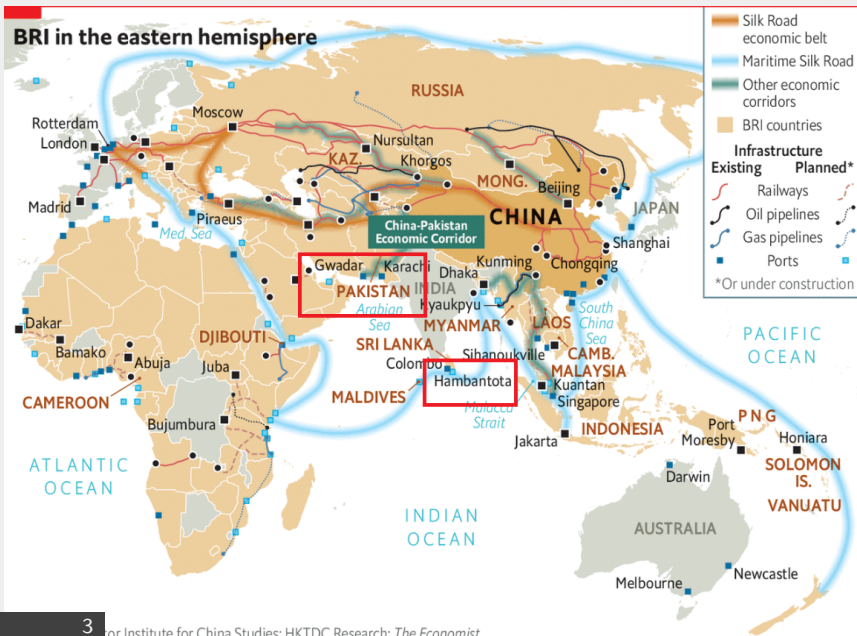 BRI in the eastern hemisphere
Silk Road
economic belt
Maritime Silk Road
Other economic
corridors
BRI countries
Infrastructure
Existing
Planned*
Railways
Oil pipelines
Gas pipelines
Ports
*Or under construction
RUSSIA
Moscow
Rotterdam
London
Nursultan
KAZ.
Khorgos
MONG.
Beijing
Madrid
Piraeus
Med. Sea
CHINA
JAPAN
China-Pakistan
Economic Corridor
Shanghai
Gwadar
Karachi
Dhaka
Kunming
Chongqing
PAKISTAN
INDIA
Kyaukpyu
Arabian
Sea
South
China
Sea
MYANMAR
LAOS
Dakar
Bamako
Abuja
DJIBOUTI
Juba
SRI LANKA
Colombo
Sihanoukville
CAMB.
MALAYSIA
PACIFIC
OCEAN
CAMEROON
MALDIVES
Hambantota
Kuantan
Singapore
Malacca
Strait
Bujumbura
Jakarta
INDONESIA
Port
Moresby
PNG
Honiara
SOLOMON
IS.
VANUATU
ATLANTIC
OCEAN
INDIAN
OCEAN
Darwin
AUSTRALIA
Melbourne
Newcastle
3
tor Institute for China Studies; HKTDC Research; The Economist